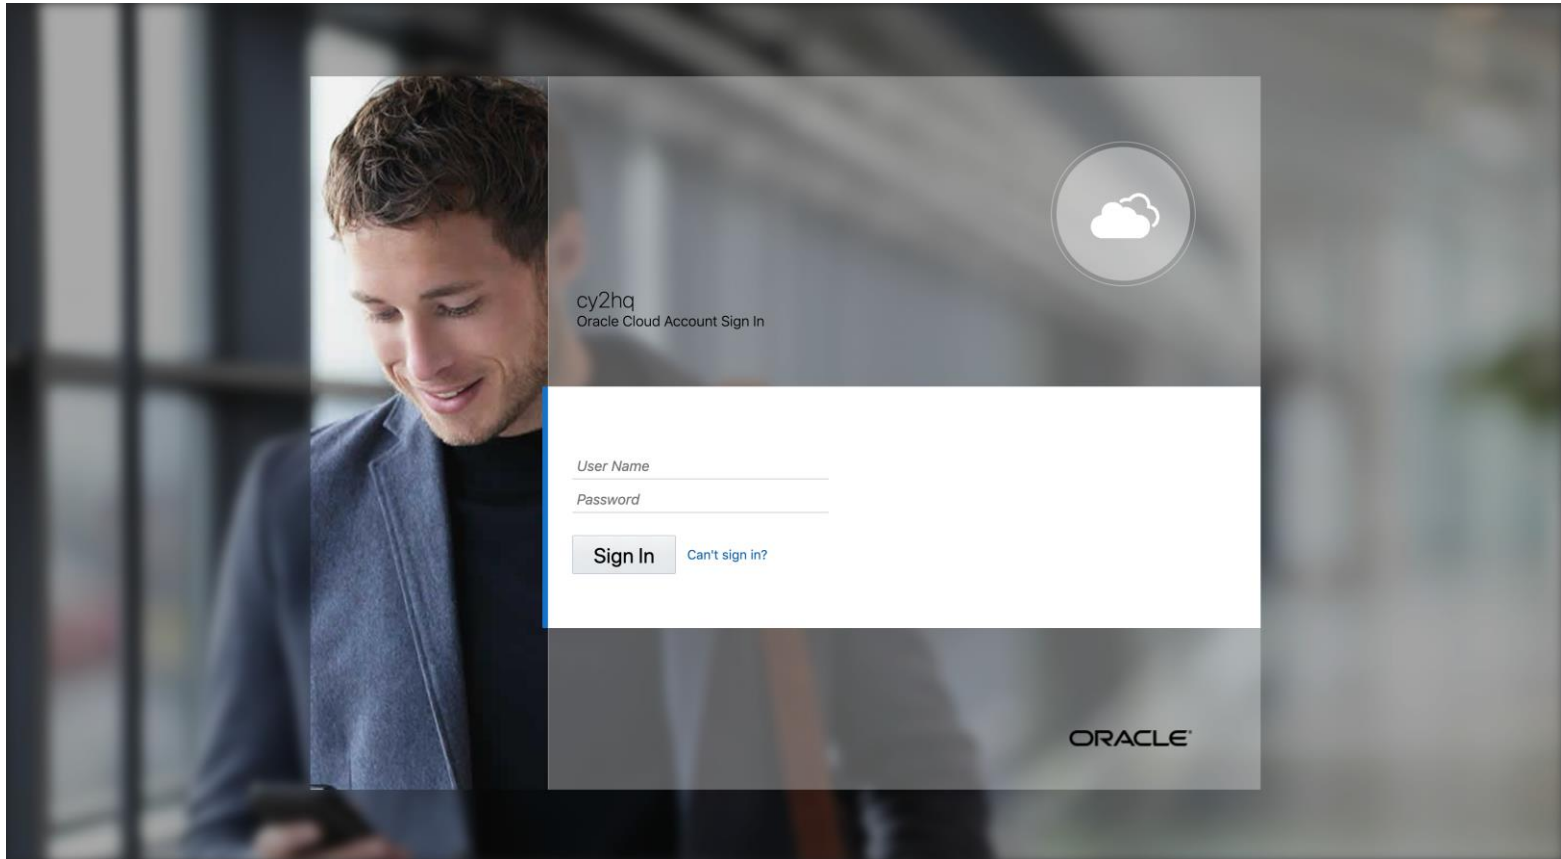 cy2hq
Oracle Cloud Account Sign In
User Name
Password
Sign In
Can't sign in?
ORACLE